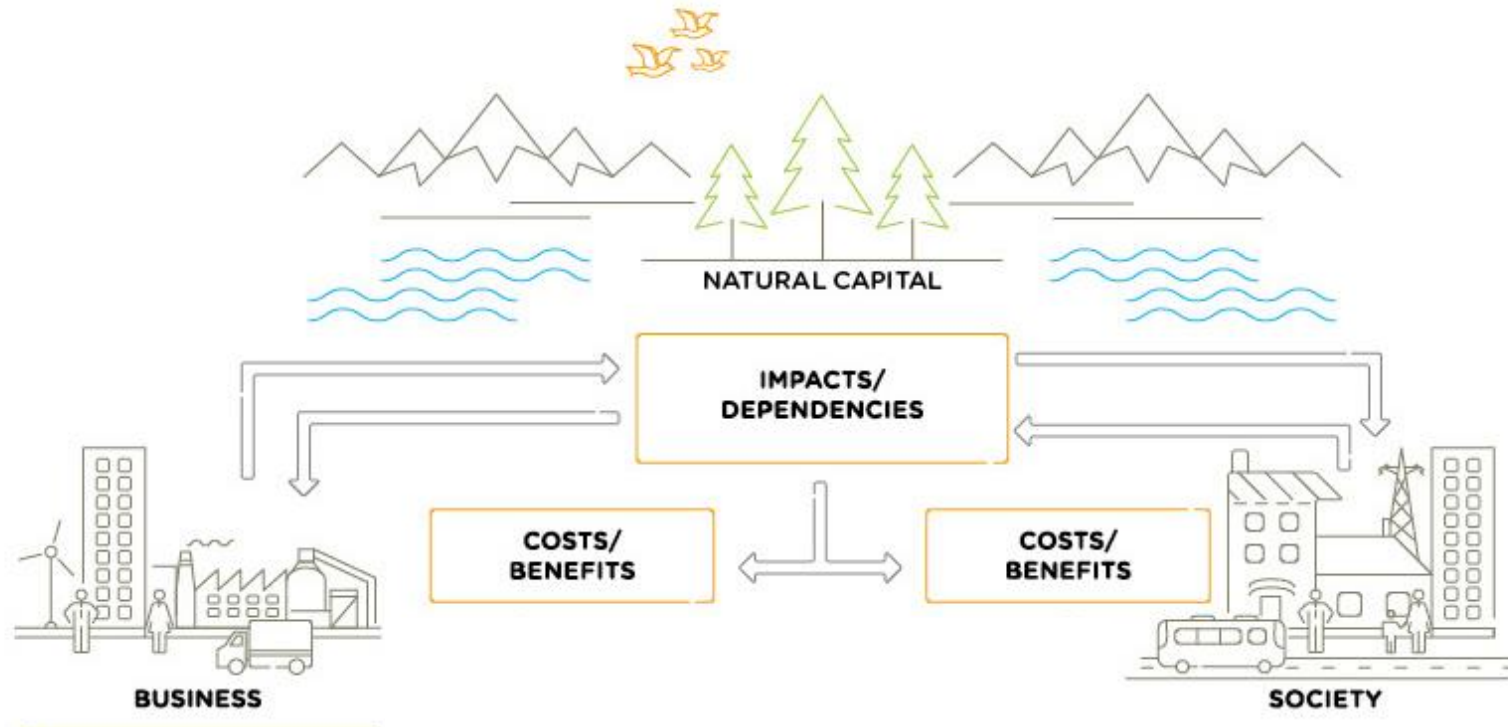 NATURAL CAPITAL
IMPACTS/
DEPENDENCIES
COSTS/
BENEFITS
COSTS/
BENEFITS
BUSINESS
SOCIETY